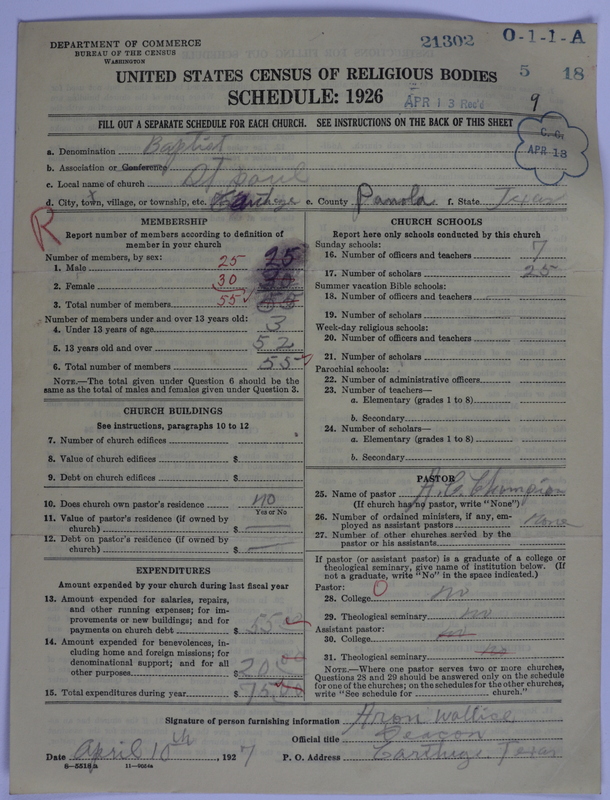 DEPARTMENT OF COMMERCE
BUREAU OF THE CENSUS
WASHINGTON
21302
O-1-1-A
5 18
UNITED STATES CENSUS OF RELIGIOUS BODIES
SCHEDULE: 1926
APR 13 Rec'd
9
FILL OUT A SEPARATE SCHEDULE FOR EACH CHURCH. SEE INSTRUCTIONS ON THE BACK OF THIS SHEET
C. C.
APR 18
a. Denomination Baptist
b. Association or Conference
c. Local name of church St Paul
d. City, town, village, or township, etc. Carthage e. County Panola f. State Texas
R
MEMBERSHIP
Report number of members according to definition of member in your church
Number of members, by sex:
1. Male 25 25
2. Female 30 30
3. Total number of members 55 55
Number of members under and over 13 years old:
4. Under 13 years of age 3
5. 13 years old and over 52
6. Total number of members 55
NOTE.—The total given under Question 6 should be the same as the total of males and females given under Question 3.
CHURCH BUILDINGS
See instructions, paragraphs 10 to 12
7. Number of church edifices
8. Value of church edifices $
9. Debt on church edifices $
10. Does church own pastor's residence no
Yes or No
11. Value of pastor's residence (if owned by church) $
12. Debt on pastor's residence (if owned by church) $
EXPENDITURES
Amount expended by your church during last fiscal year
13. Amount expended for salaries, repairs, and other running expenses; for improvements or new buildings; and for payments on church debt $ 55 00
14. Amount expended for benevolences, including home and foreign missions; for denominational support; and for all other purposes $ 20 00
15. Total expenditures during year $ 75 00
CHURCH SCHOOLS
Report here only schools conducted by this church
Sunday schools:
16. Number of officers and teachers 7
17. Number of scholars 25
Summer vacation Bible schools:
18. Number of officers and teachers
19. Number of scholars
Week-day religious schools:
20. Number of officers and teachers
21. Number of scholars
Parochial schools:
22. Number of administrative officers
23. Number of teachers—
a. Elementary (grades 1 to 8)
b. Secondary
24. Number of scholars—
a. Elementary (grades 1 to 8)
b. Secondary
PASTOR
25. Name of pastor A. C. Champion
(If church has no pastor, write "None")
26. Number of ordained ministers, if any, employed as assistant pastors None
27. Number of other churches served by the pastor or his assistants
If pastor (or assistant pastor) is a graduate of a college or theological seminary, give name of institution below. (If not a graduate, write "No" in the space indicated.)
Pastor: 0
28. College no
29. Theological seminary no
Assistant pastor:
30. College no
31. Theological seminary no
NOTE.—Where one pastor serves two or more churches, Questions 28 and 29 should be answered only on the schedule for one of the churches; on the schedules for the other churches, write "See schedule for church."
Signature of person furnishing information Aron Wallise
Official title Deacon
Date April 10th, 1927 P. O. Address Carthage Texas
8-5518a 11-9054a